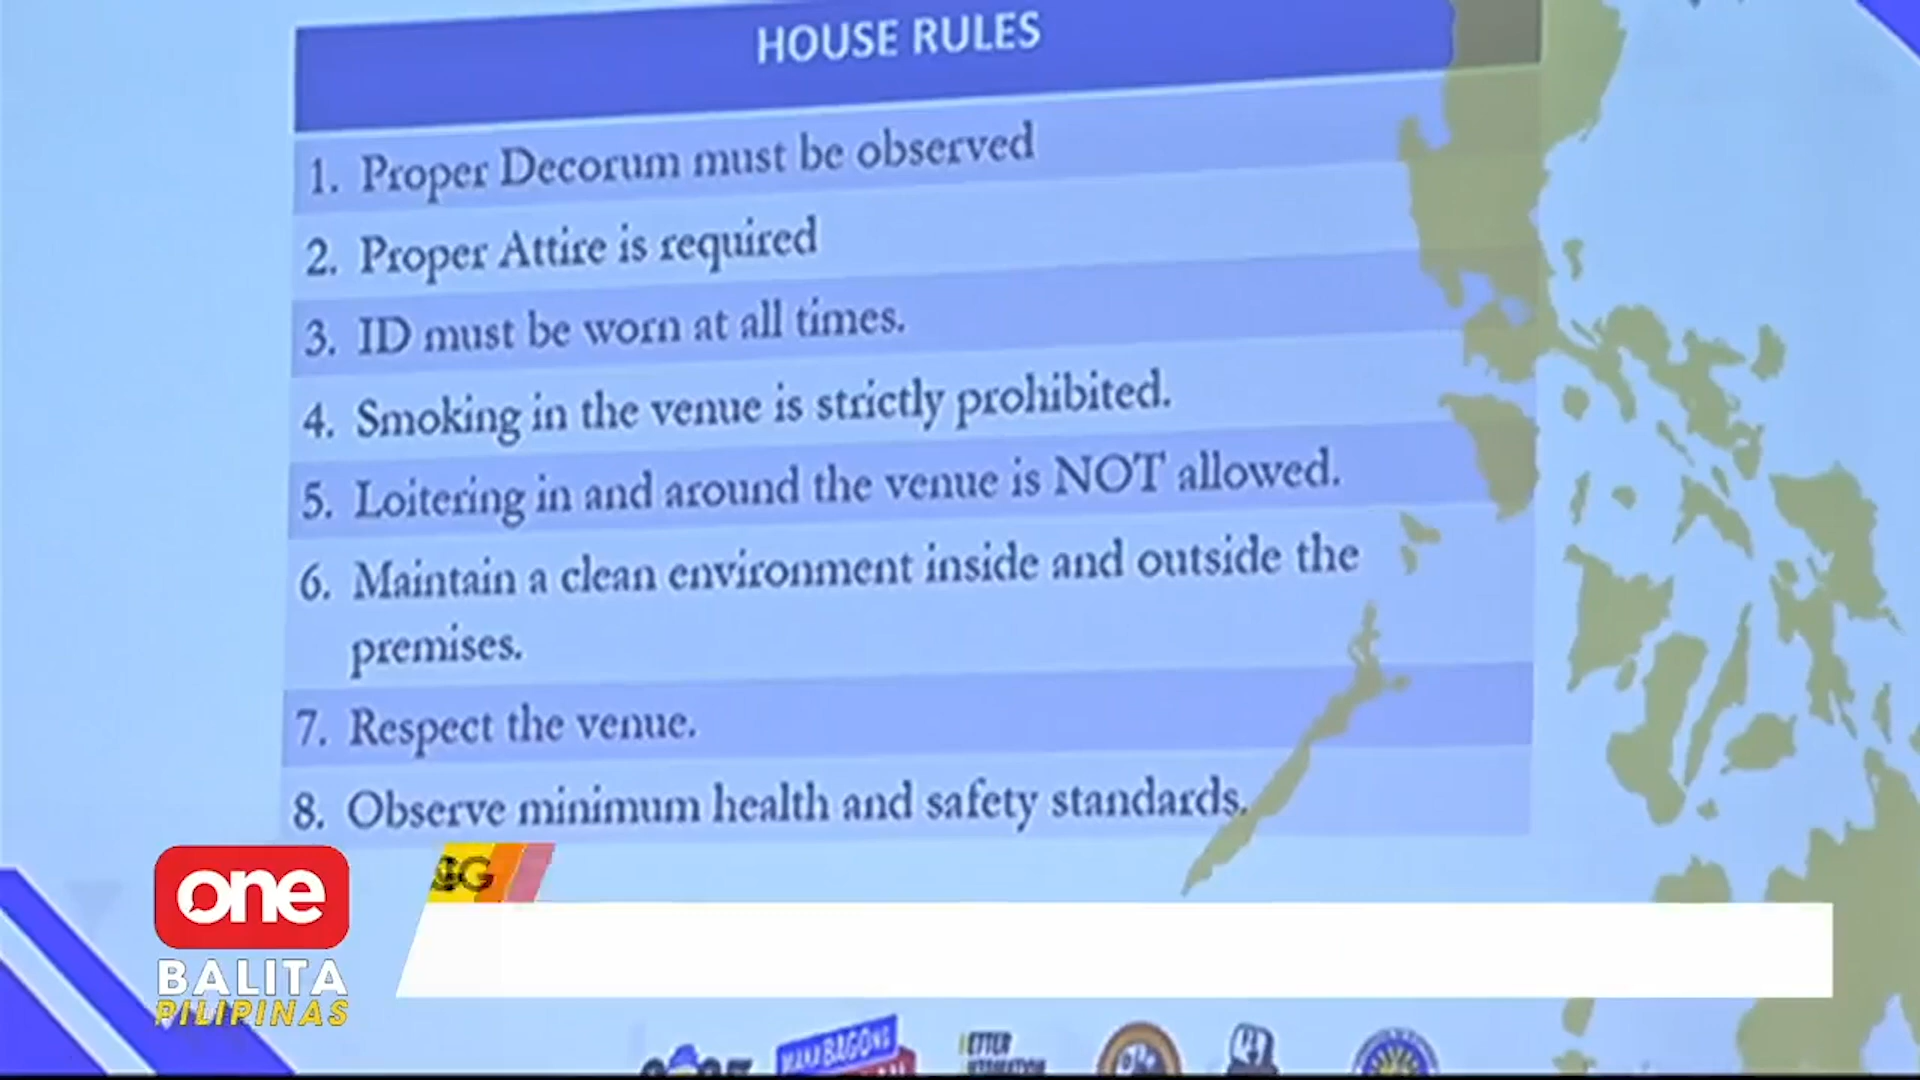 HOUSE RULES
1. Proper Decorum must be observed
2. Proper Attire is required
3. ID must be worn at all times.
4. Smoking in the venue is strictly prohibited.
5. Loitering in and around the venue is NOT allowed.
6. Maintain a clean environment inside and outside the
premises.
7. Respect the venue.
8. Observe minimum health and safety standards.
one
BALITA
PILIPINAS